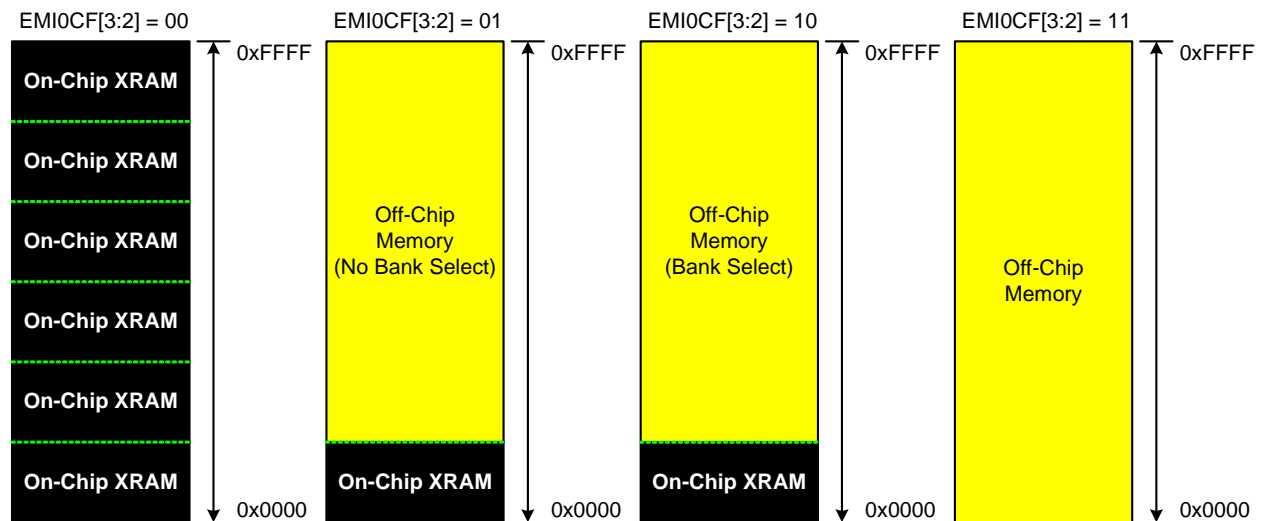 EMI0CF[3:2] = 00
EMI0CF[3:2] = 01
EMI0CF[3:2] = 10
EMI0CF[3:2] = 11
On-Chip XRAM
On-Chip XRAM
On-Chip XRAM
On-Chip XRAM
On-Chip XRAM
On-Chip XRAM
0xFFFF
0x0000
Off-Chip
Memory
(No Bank Select)
On-Chip XRAM
0xFFFF
0x0000
Off-Chip
Memory
(Bank Select)
On-Chip XRAM
0xFFFF
0x0000
Off-Chip
Memory
0xFFFF
0x0000